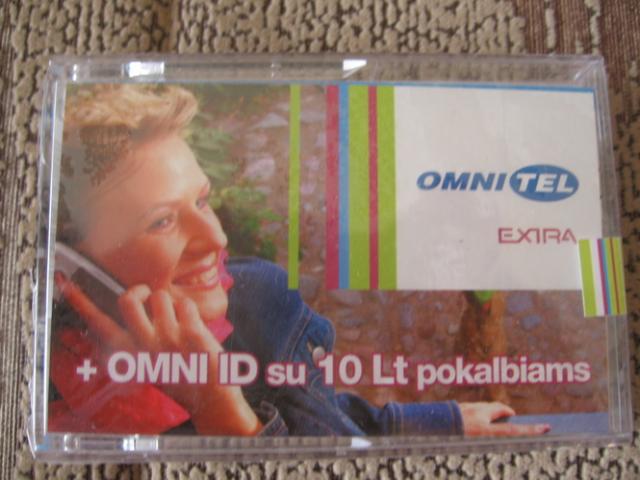 OMNITEL
EXTRA
+ OMNI ID su 10 Lt pokalbiams